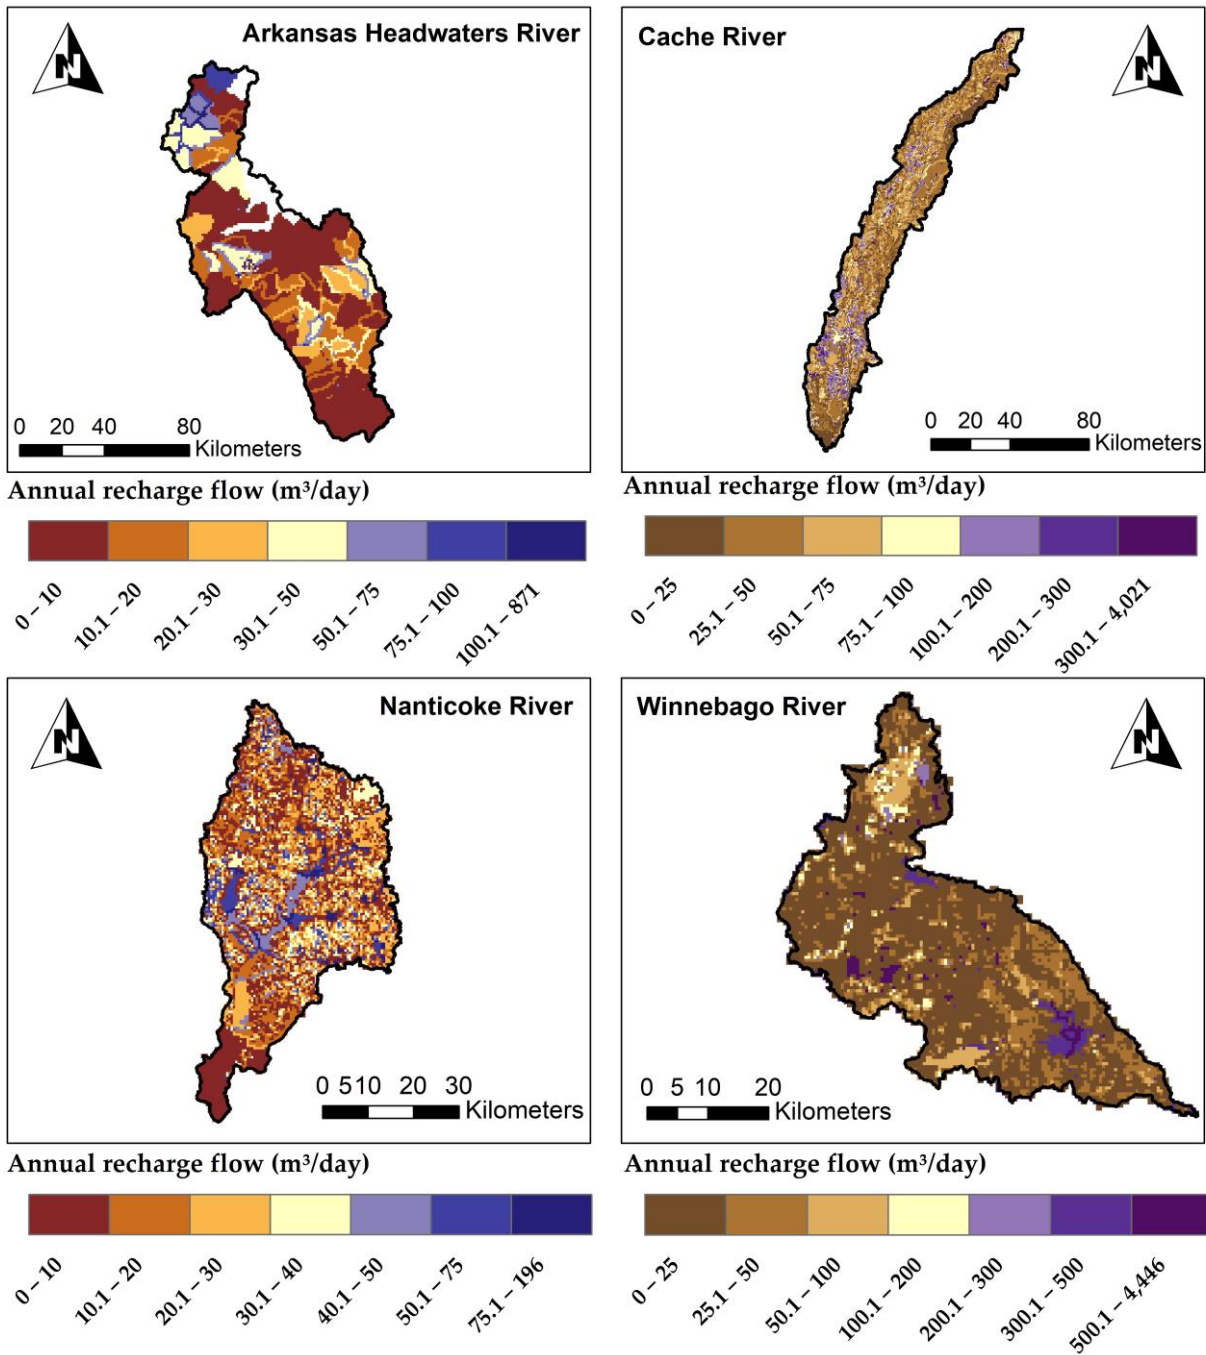 Arkansas Headwaters River
N
0 20 40 80
Kilometers
Annual recharge flow (m³/day)
0 – 10
10.1 – 20
20.1 – 30
30.1 – 50
50.1 – 75
75.1 – 100
100.1 – 871
Cache River
N
0 20 40 80
Kilometers
Annual recharge flow (m³/day)
0 – 25
25.1 – 50
50.1 – 75
75.1 – 100
100.1 – 200
200.1 – 300
300.1 – 4,021
Nanticoke River
N
0 5 10 20 30
Kilometers
Annual recharge flow (m³/day)
0 – 10
10.1 – 20
20.1 – 30
30.1 – 40
40.1 – 50
50.1 – 75
75.1 – 196
Winnebago River
N
0 5 10 20
Kilometers
Annual recharge flow (m³/day)
0 – 25
25.1 – 50
50.1 – 100
100.1 – 200
200.1 – 300
300.1 – 500
500.1 – 4,446